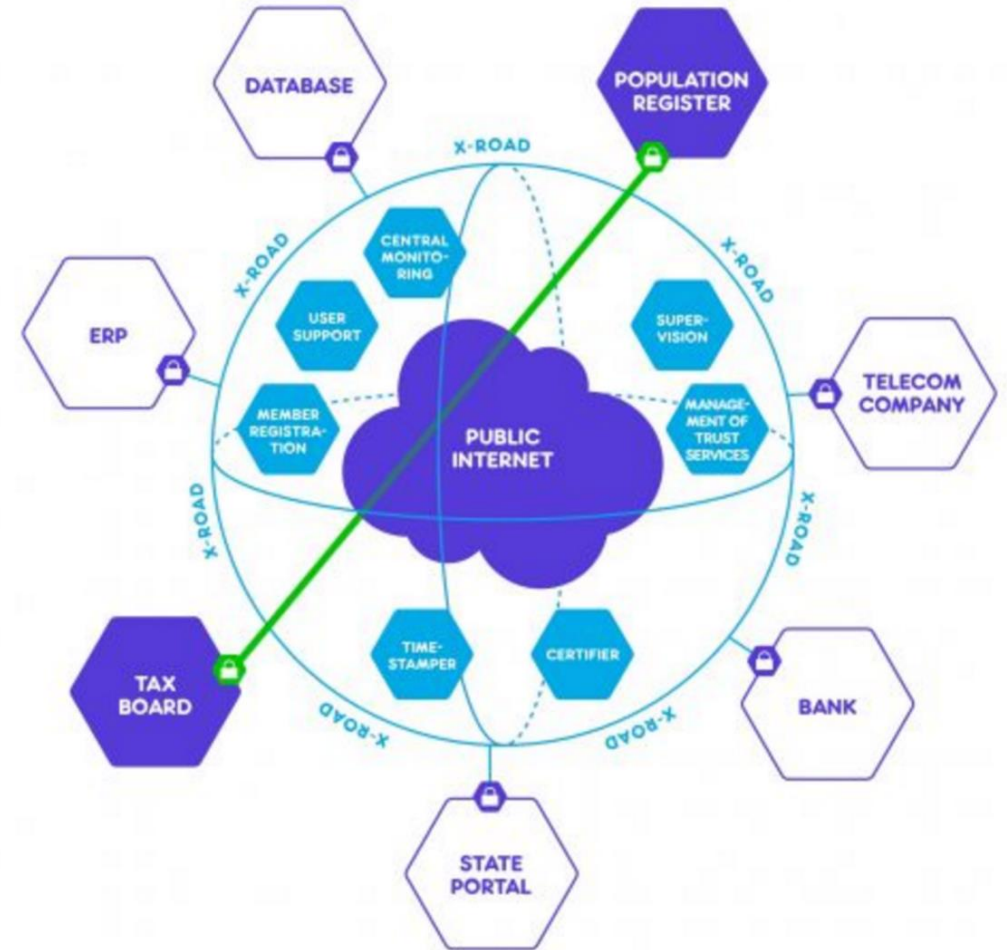 DATABASE
POPULATION
REGISTER
X-ROAD
X-ROAD
X-ROAD
CENTRAL
MONITO-
RING
USER
SUPPORT
SUPER-
VISION
ERP
TELECOM
COMPANY
MEMBER
REGISTRA-
TION
MANAGE-
MENT OF
TRUST
SERVICES
PUBLIC
INTERNET
X-ROAD
X-ROAD
TIME-
STAMPER
CERTIFIER
TAX
BOARD
BANK
X-ROAD
X-ROAD
STATE
PORTAL